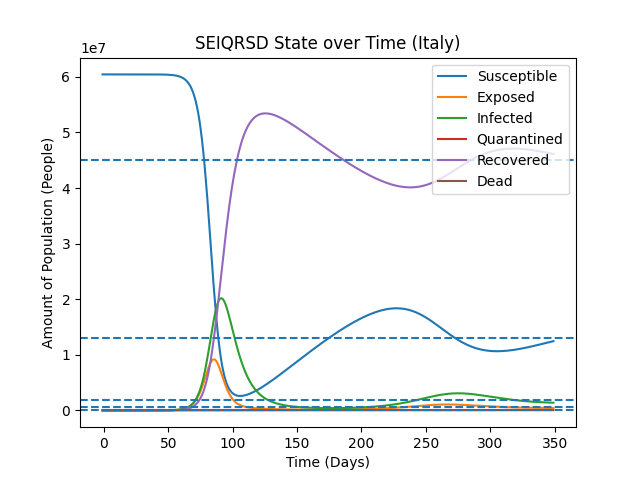 SEIQRSD State over Time (Italy)
1e7
6
5
4
3
2
1
0
Amount of Population (People)
Susceptible
Exposed
Infected
Quarantined
Recovered
Dead
0 50 100 150 200 250 300 350
Time (Days)